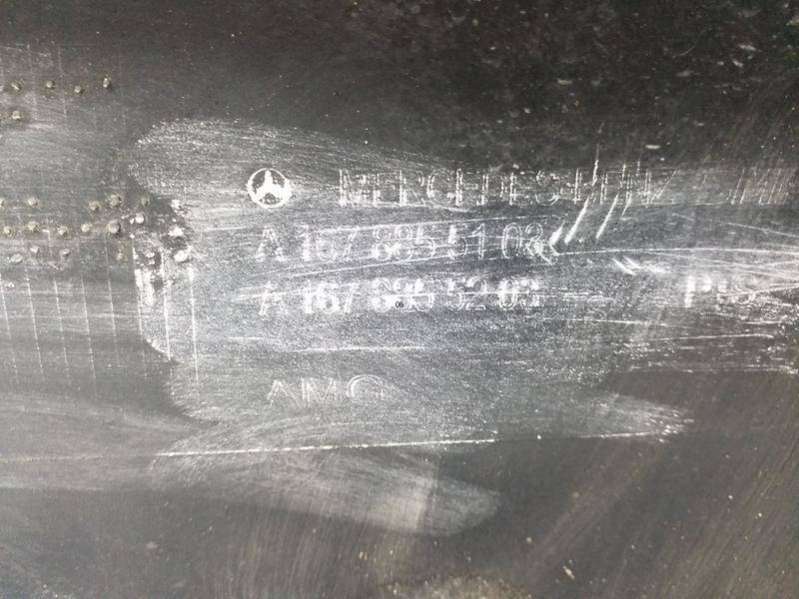 MERCEDES-BENZ
A 167 885 51 03
A 167 885 52 03
AMG